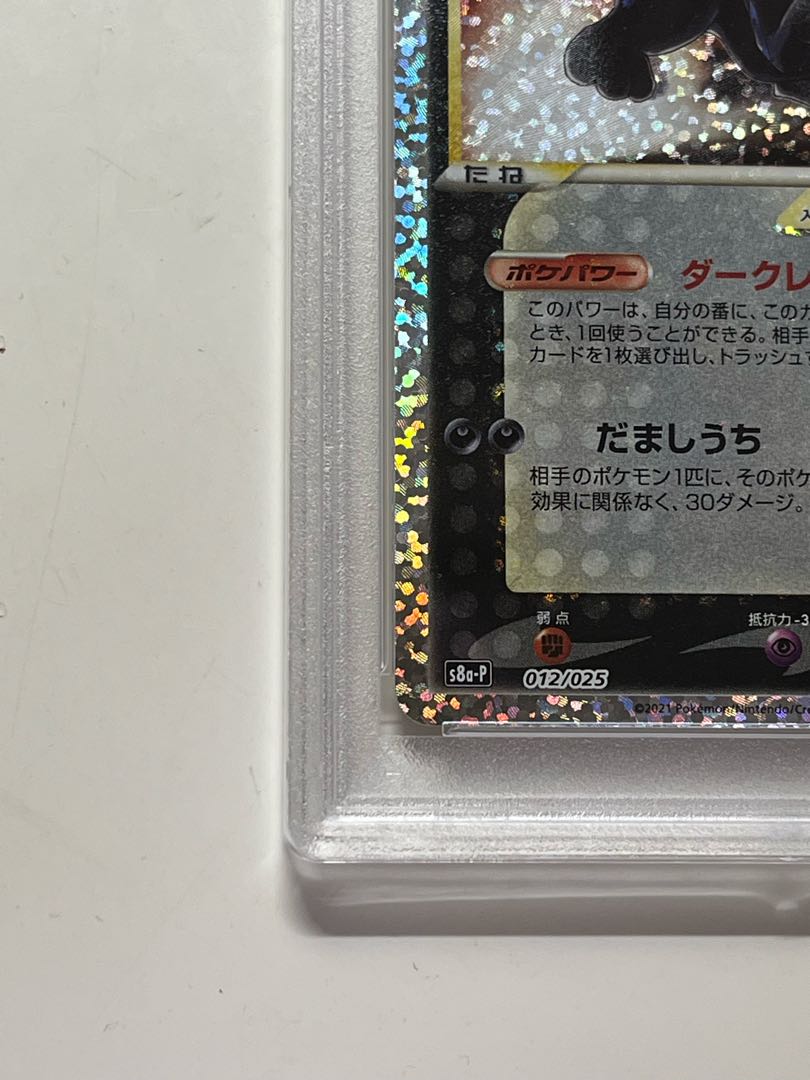 たね
ポケパワー ダークレ
このパワーは、自分の番に、このカ
とき、1回使うことができる。相手
カードを1枚選び出し、トラッシュす
だましうち
相手のポケモン1匹に、そのポケ
効果に関係なく、30ダメージ。
弱点 抵抗力-3
s8a-P 012/025
©2021 Pokémon/Nintendo/Cre